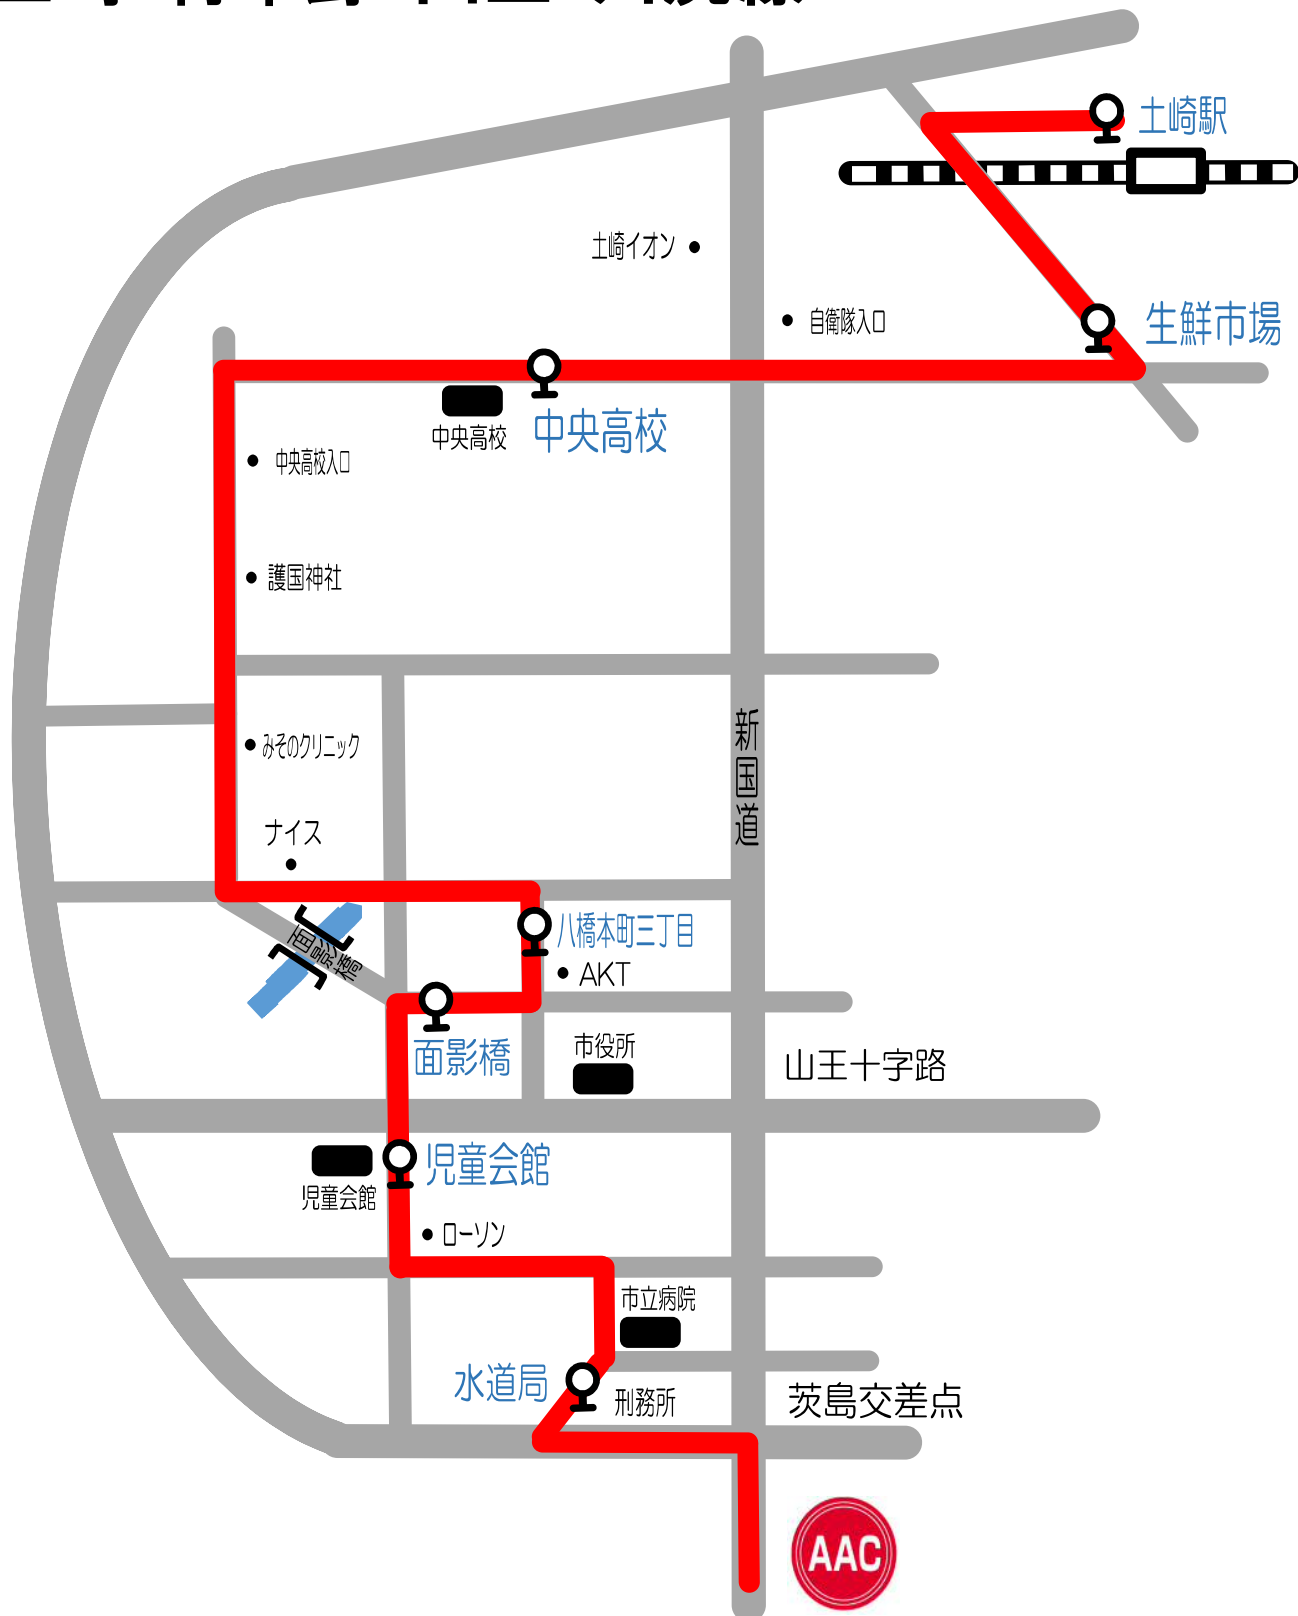 土崎駅
土崎イオン
自衛隊入口
生鮮市場
中央高校
中央高校
中央高校入口
護国神社
新国道
みそのクリニック
ナイス
八橋本町三丁目
面影橋
AKT
面影橋
市役所
山王十字路
児童会館
児童会館
ローソン
市立病院
水道局
刑務所
茨島交差点
AAC